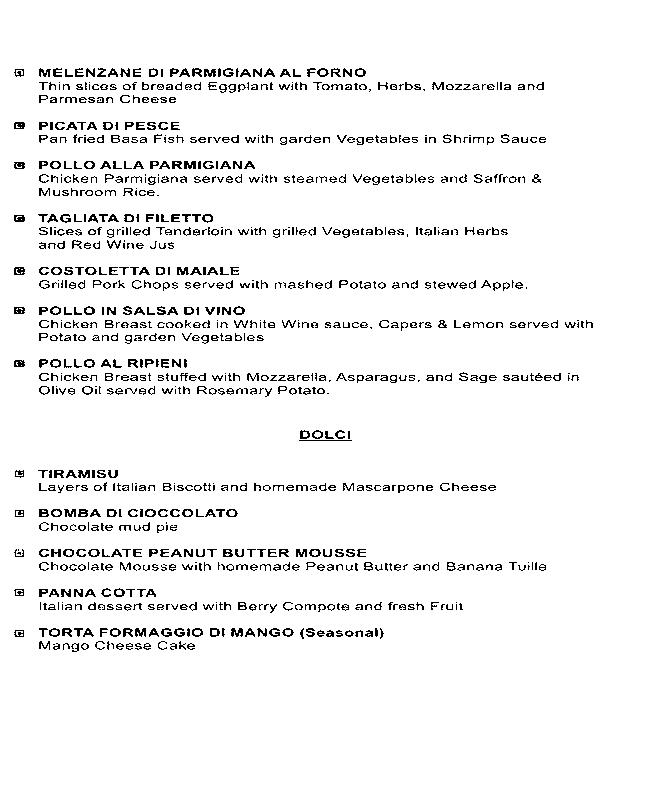 MELENZANE DI PARMIGIANA AL FORNO
Thin slices of breaded Eggplant with Tomato, Herbs, Mozzarella and
Parmesan Cheese
PICATA DI PESCE
Pan fried Basa Fish served with garden Vegetables in Shrimp Sauce
POLLO ALLA PARMIGIANA
Chicken Parmigiana served with steamed Vegetables and Saffron &
Mushroom Rice.
TAGLIATA DI FILETTO
Slices of grilled Tenderloin with grilled Vegetables, Italian Herbs
and Red Wine Jus
COSTOLETTA DI MAIALE
Grilled Pork Chops served with mashed Potato and stewed Apple.
POLLO IN SALSA DI VINO
Chicken Breast cooked in White Wine sauce, Capers & Lemon served with
Potato and garden Vegetables
POLLO AL RIPIENI
Chicken Breast stuffed with Mozzarella, Asparagus, and Sage sautéed in
Olive Oil served with Rosemary Potato.
DOLCI
TIRAMISU
Layers of Italian Biscotti and homemade Mascarpone Cheese
BOMBA DI CIOCCOLATO
Chocolate mud pie
CHOCOLATE PEANUT BUTTER MOUSSE
Chocolate Mousse with homemade Peanut Butter and Banana Tuille
PANNA COTTA
Italian dessert served with Berry Compote and fresh Fruit
TORTA FORMAGGIO DI MANGO (Seasonal)
Mango Cheese Cake